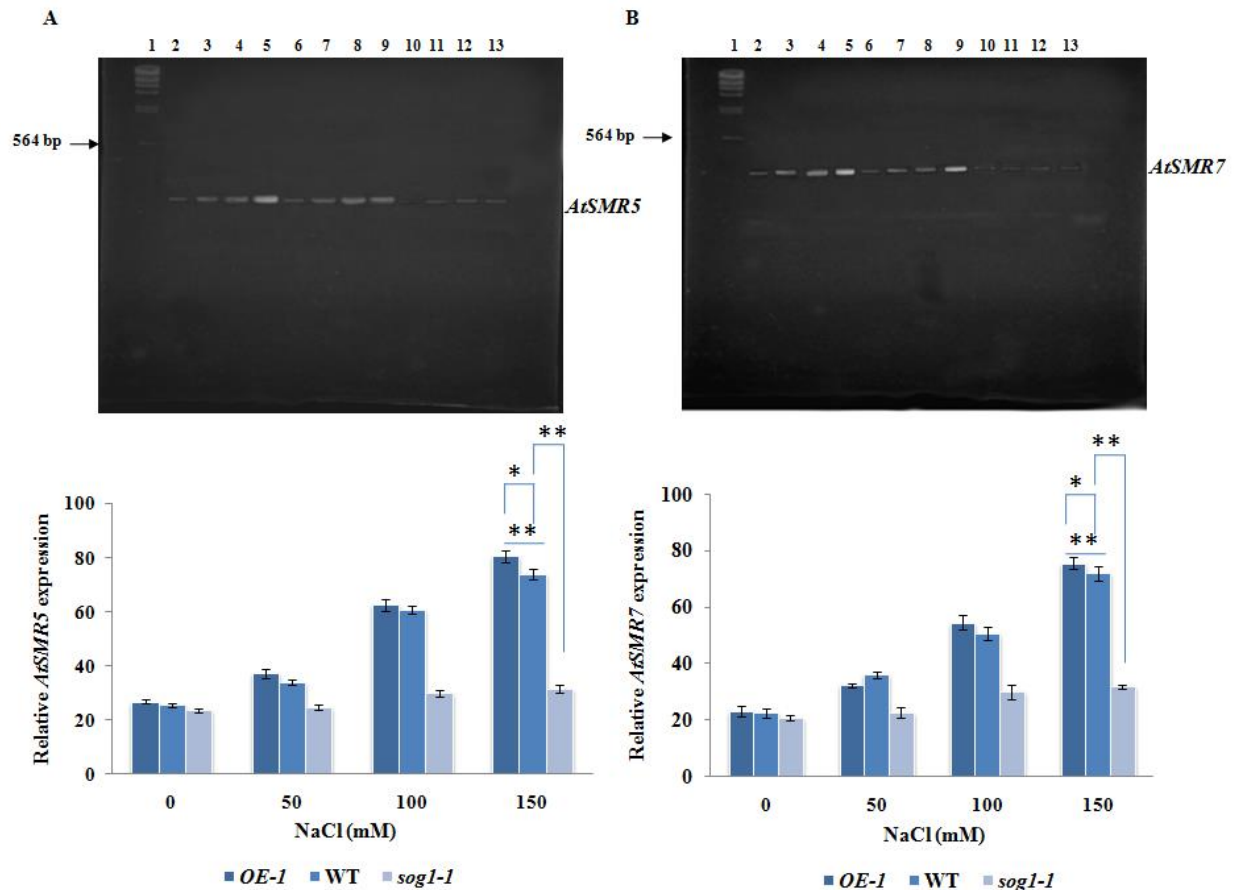 A
1 2 3 4 5 6 7 8 9 10 11 12 13
564 bp
AtSMR5
**
*
**
Relative AtSMR5 expression
100
80
60
40
20
0
0 50 100 150
NaCl (mM)
OE-1 WT sog1-1
B
1 2 3 4 5 6 7 8 9 10 11 12 13
564 bp
AtSMR7
**
*
**
Relative AtSMR7 expression
100
80
60
40
20
0
0 50 100 150
NaCl (mM)
OE-1 WT sog1-1